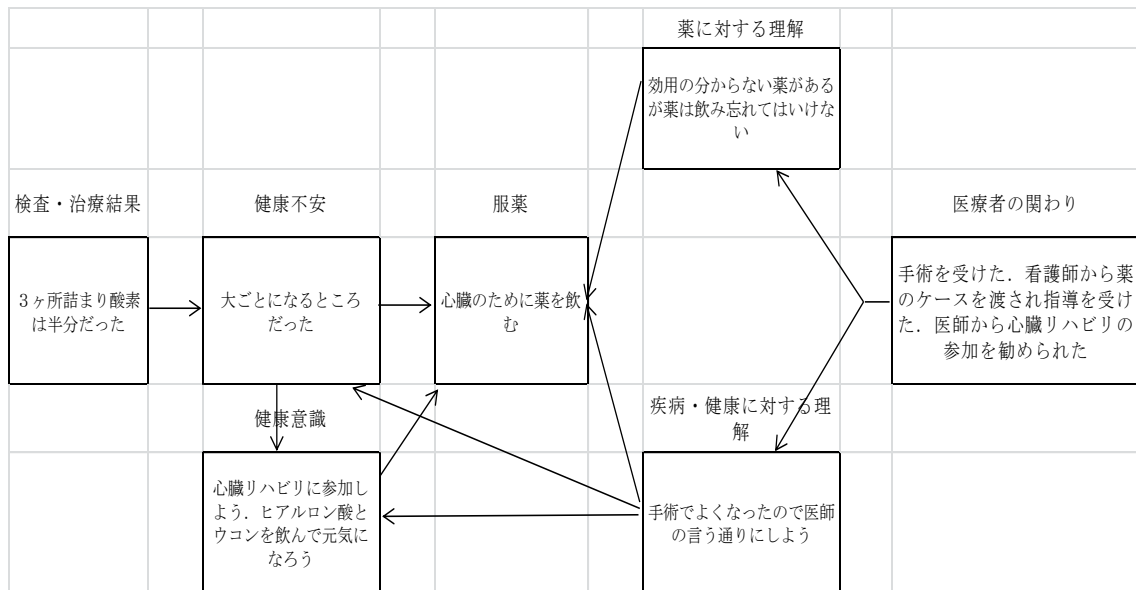 薬に対する理解
効用の分からない薬がある
が薬は飲み忘れてはいけな
い
検査・治療結果
健康不安
服薬
医療者の関わり
３ヶ所詰まり酸素
は半分だった
大ごとになるところ
だった
心臓のために薬を飲
む
手術を受けた．看護師から薬
のケースを渡され指導を受け
た．医師から心臓リハビリの
参加を勧められた
健康意識
疾病・健康に対する理
解
心臓リハビリに参加し
よう．ヒアルロン酸と
ウコンを飲んで元気に
なろう
手術でよくなったので医師
の言う通りにしよう